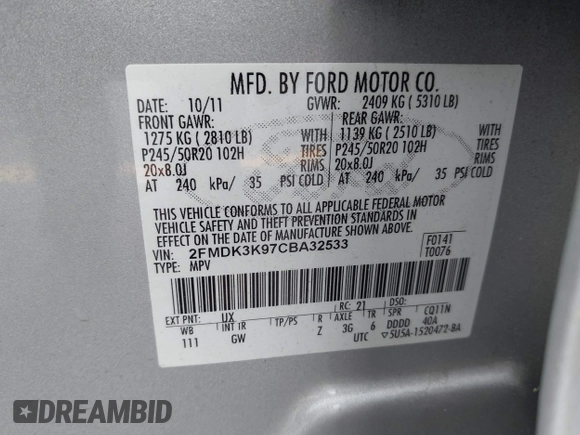 MFD. BY FORD MOTOR CO.
DATE: 10/11 GVWR: 2409 KG ( 5310 LB)
FRONT GAWR: REAR GAWR:
1275 KG ( 2810 LB) WITH 1139 KG ( 2510 LB) WITH
P245/50R20 102H TIRES P245/50R20 102H TIRES
20x8.0J RIMS 20x8.0J RIMS
AT 240 kPa/ 35 PSI COLD AT 240 kPa/ 35 PSI COLD
THIS VEHICLE CONFORMS TO ALL APPLICABLE FEDERAL MOTOR
VEHICLE SAFETY AND THEFT PREVENTION STANDARDS IN
EFFECT ON THE DATE OF MANUFACTURE SHOWN ABOVE.
VIN: 2FMDK3K97CBA32533 F0141
TYPE: MPV T0076
EXT PNT: UX RC: 21 DSO:
WB INT TR TP/PS R AXLE TR SPR CQ11N
111 GW Z 3G 6 DDDD 40A
UTC 5U5A-1520472-BA
DREAMBID